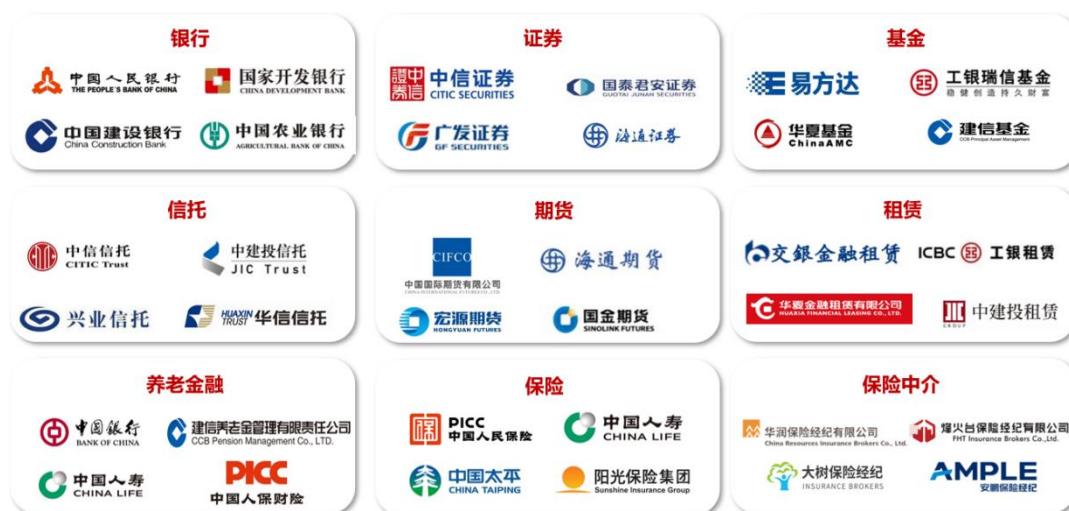 银行
中国人民银行
THE PEOPLE'S BANK OF CHINA
国家开发银行
CHINA DEVELOPMENT BANK
中国建设银行
China Construction Bank
中国农业银行
AGRICULTURAL BANK OF CHINA
证券
中信證券
中信证券
CITIC SECURITIES
国泰君安证券
GUOTAI JUNAN SECURITIES
广发证券
GF SECURITIES
海通证券
基金
易方达
工银瑞信基金
稳健创造持久财富
华夏基金
ChinaAMC
建信基金
CCB Principal Asset Management
信托
中信信托
CITIC Trust
中建投信托
JIC Trust
兴业信托
HUAXIN
TRUST
华信信托
期货
CIFCO
中国国际期货有限公司
CHINA INTERNATIONAL FUTURES CO., LTD.
海通期货
宏源期货
HONGYUAN FUTURES
国金期货
SINOLINK FUTURES
租赁
交銀金融租赁
ICBC 工银租赁
华夏金融租赁有限公司
HUAXIA FINANCIAL LEASING CO., LTD.
GROUP
中建投租赁
养老金融
中国银行
BANK OF CHINA
建信养老金管理有限责任公司
CCB Pension Management Co., LTD.
中国人寿
CHINA LIFE
PICC
中国人保财险
保险
PICC
中国人民保险
中国人寿
CHINA LIFE
中国太平
CHINA TAIPING
阳光保险集团
Sunshine Insurance Group
保险中介
华润保险经纪有限公司
China Resources Insurance Brokers Co., Ltd.
烽火台保险经纪有限公司
FHT Insurance Brokers Co.,Ltd.
大树保险经纪
INSURANCE BROKERS
AMPLE
安鹏保险经纪